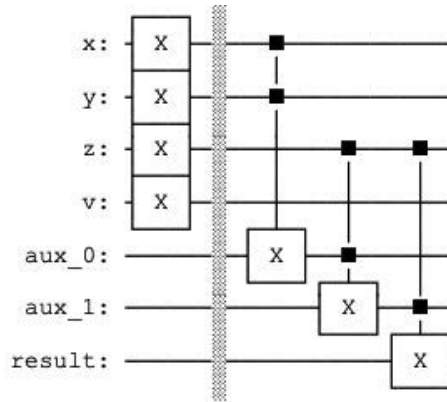 x: X
y: X
z: X
v: X
aux_0: X
aux_1: X
result: X